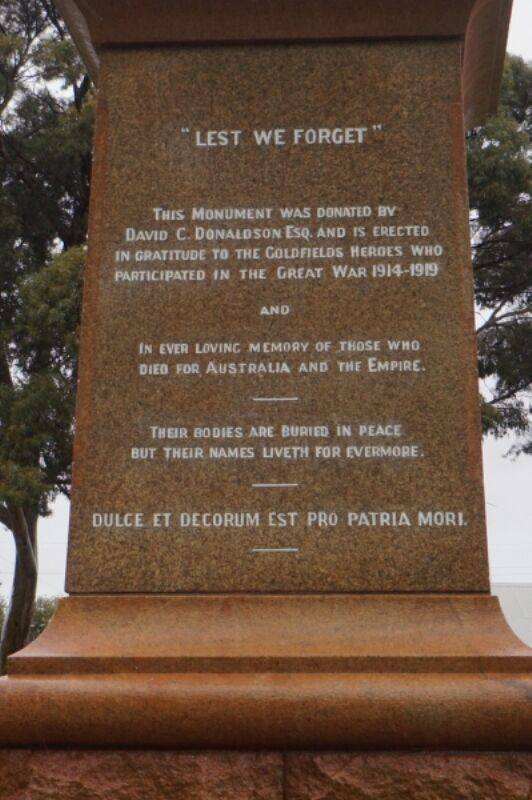 "LEST WE FORGET"
THIS MONUMENT WAS DONATED BY
DAVID C. DONALDSON ESQ. AND IS ERECTED
IN GRATITUDE TO THE GOLDFIELDS HEROES WHO
PARTICIPATED IN THE GREAT WAR 1914-1919
AND
IN EVER LOVING MEMORY OF THOSE WHO
DIED FOR AUSTRALIA AND THE EMPIRE.
THEIR BODIES ARE BURIED IN PEACE
BUT THEIR NAMES LIVETH FOR EVERMORE.
DULCE ET DECORUM EST PRO PATRIA MORI.